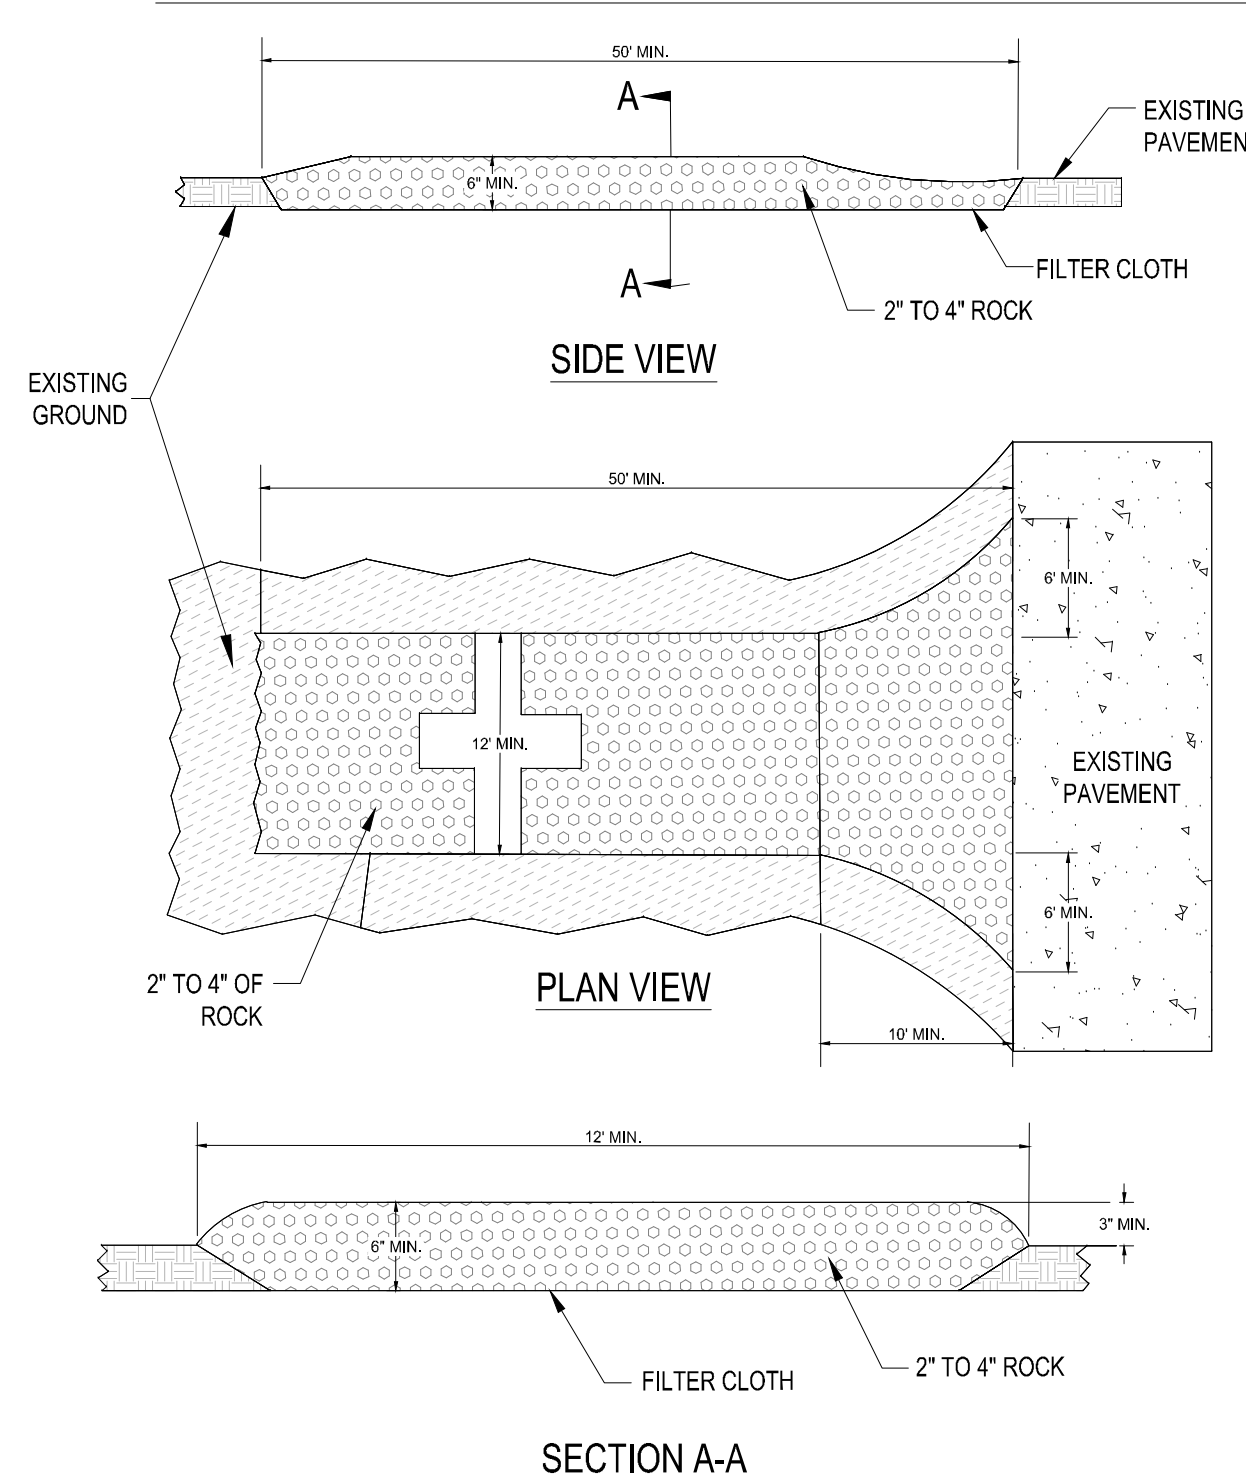 50' MIN.
A
EXISTING
PAVEMEN
6" MIN.
FILTER CLOTH
A
2" TO 4" ROCK
SIDE VIEW
EXISTING
GROUND
50' MIN.
6' MIN.
12' MIN.
EXISTING
PAVEMENT
6' MIN.
2" TO 4" OF
ROCK
PLAN VIEW
10' MIN.
12' MIN.
3" MIN.
6" MIN.
2" TO 4" ROCK
FILTER CLOTH
SECTION A-A